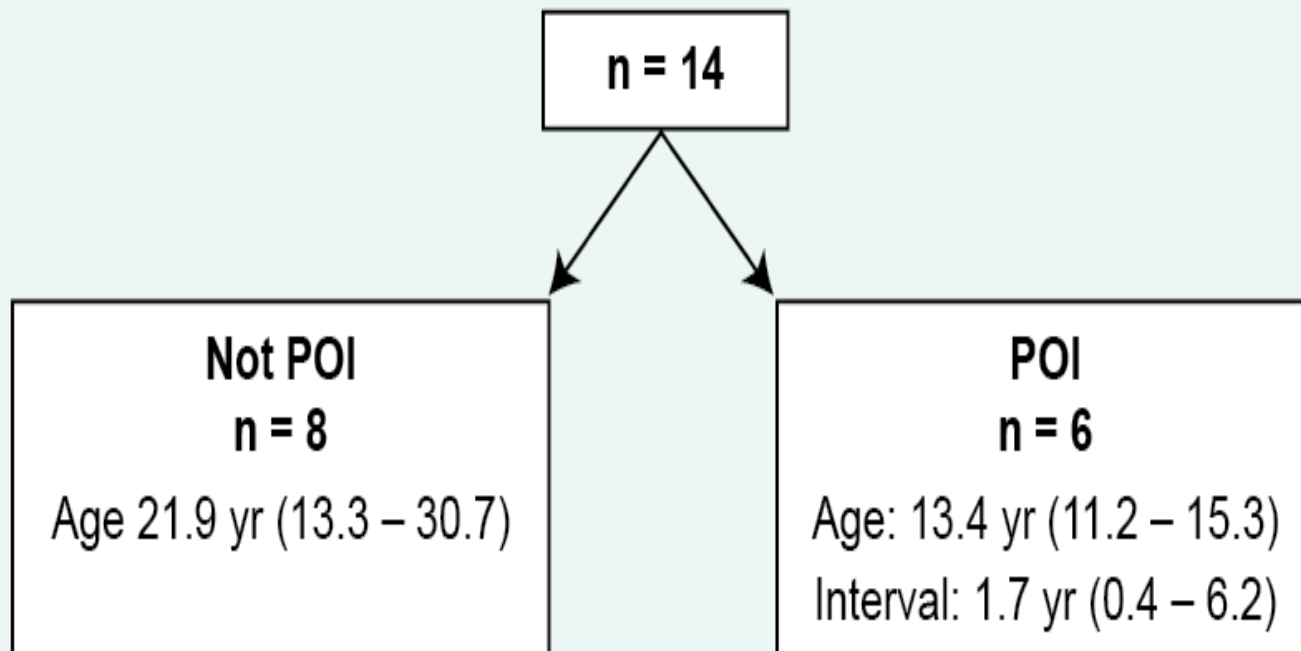 n = 14
Not POI
n = 8
Age 21.9 yr (13.3 – 30.7)
POI
n = 6
Age: 13.4 yr (11.2 – 15.3)
Interval: 1.7 yr (0.4 – 6.2)